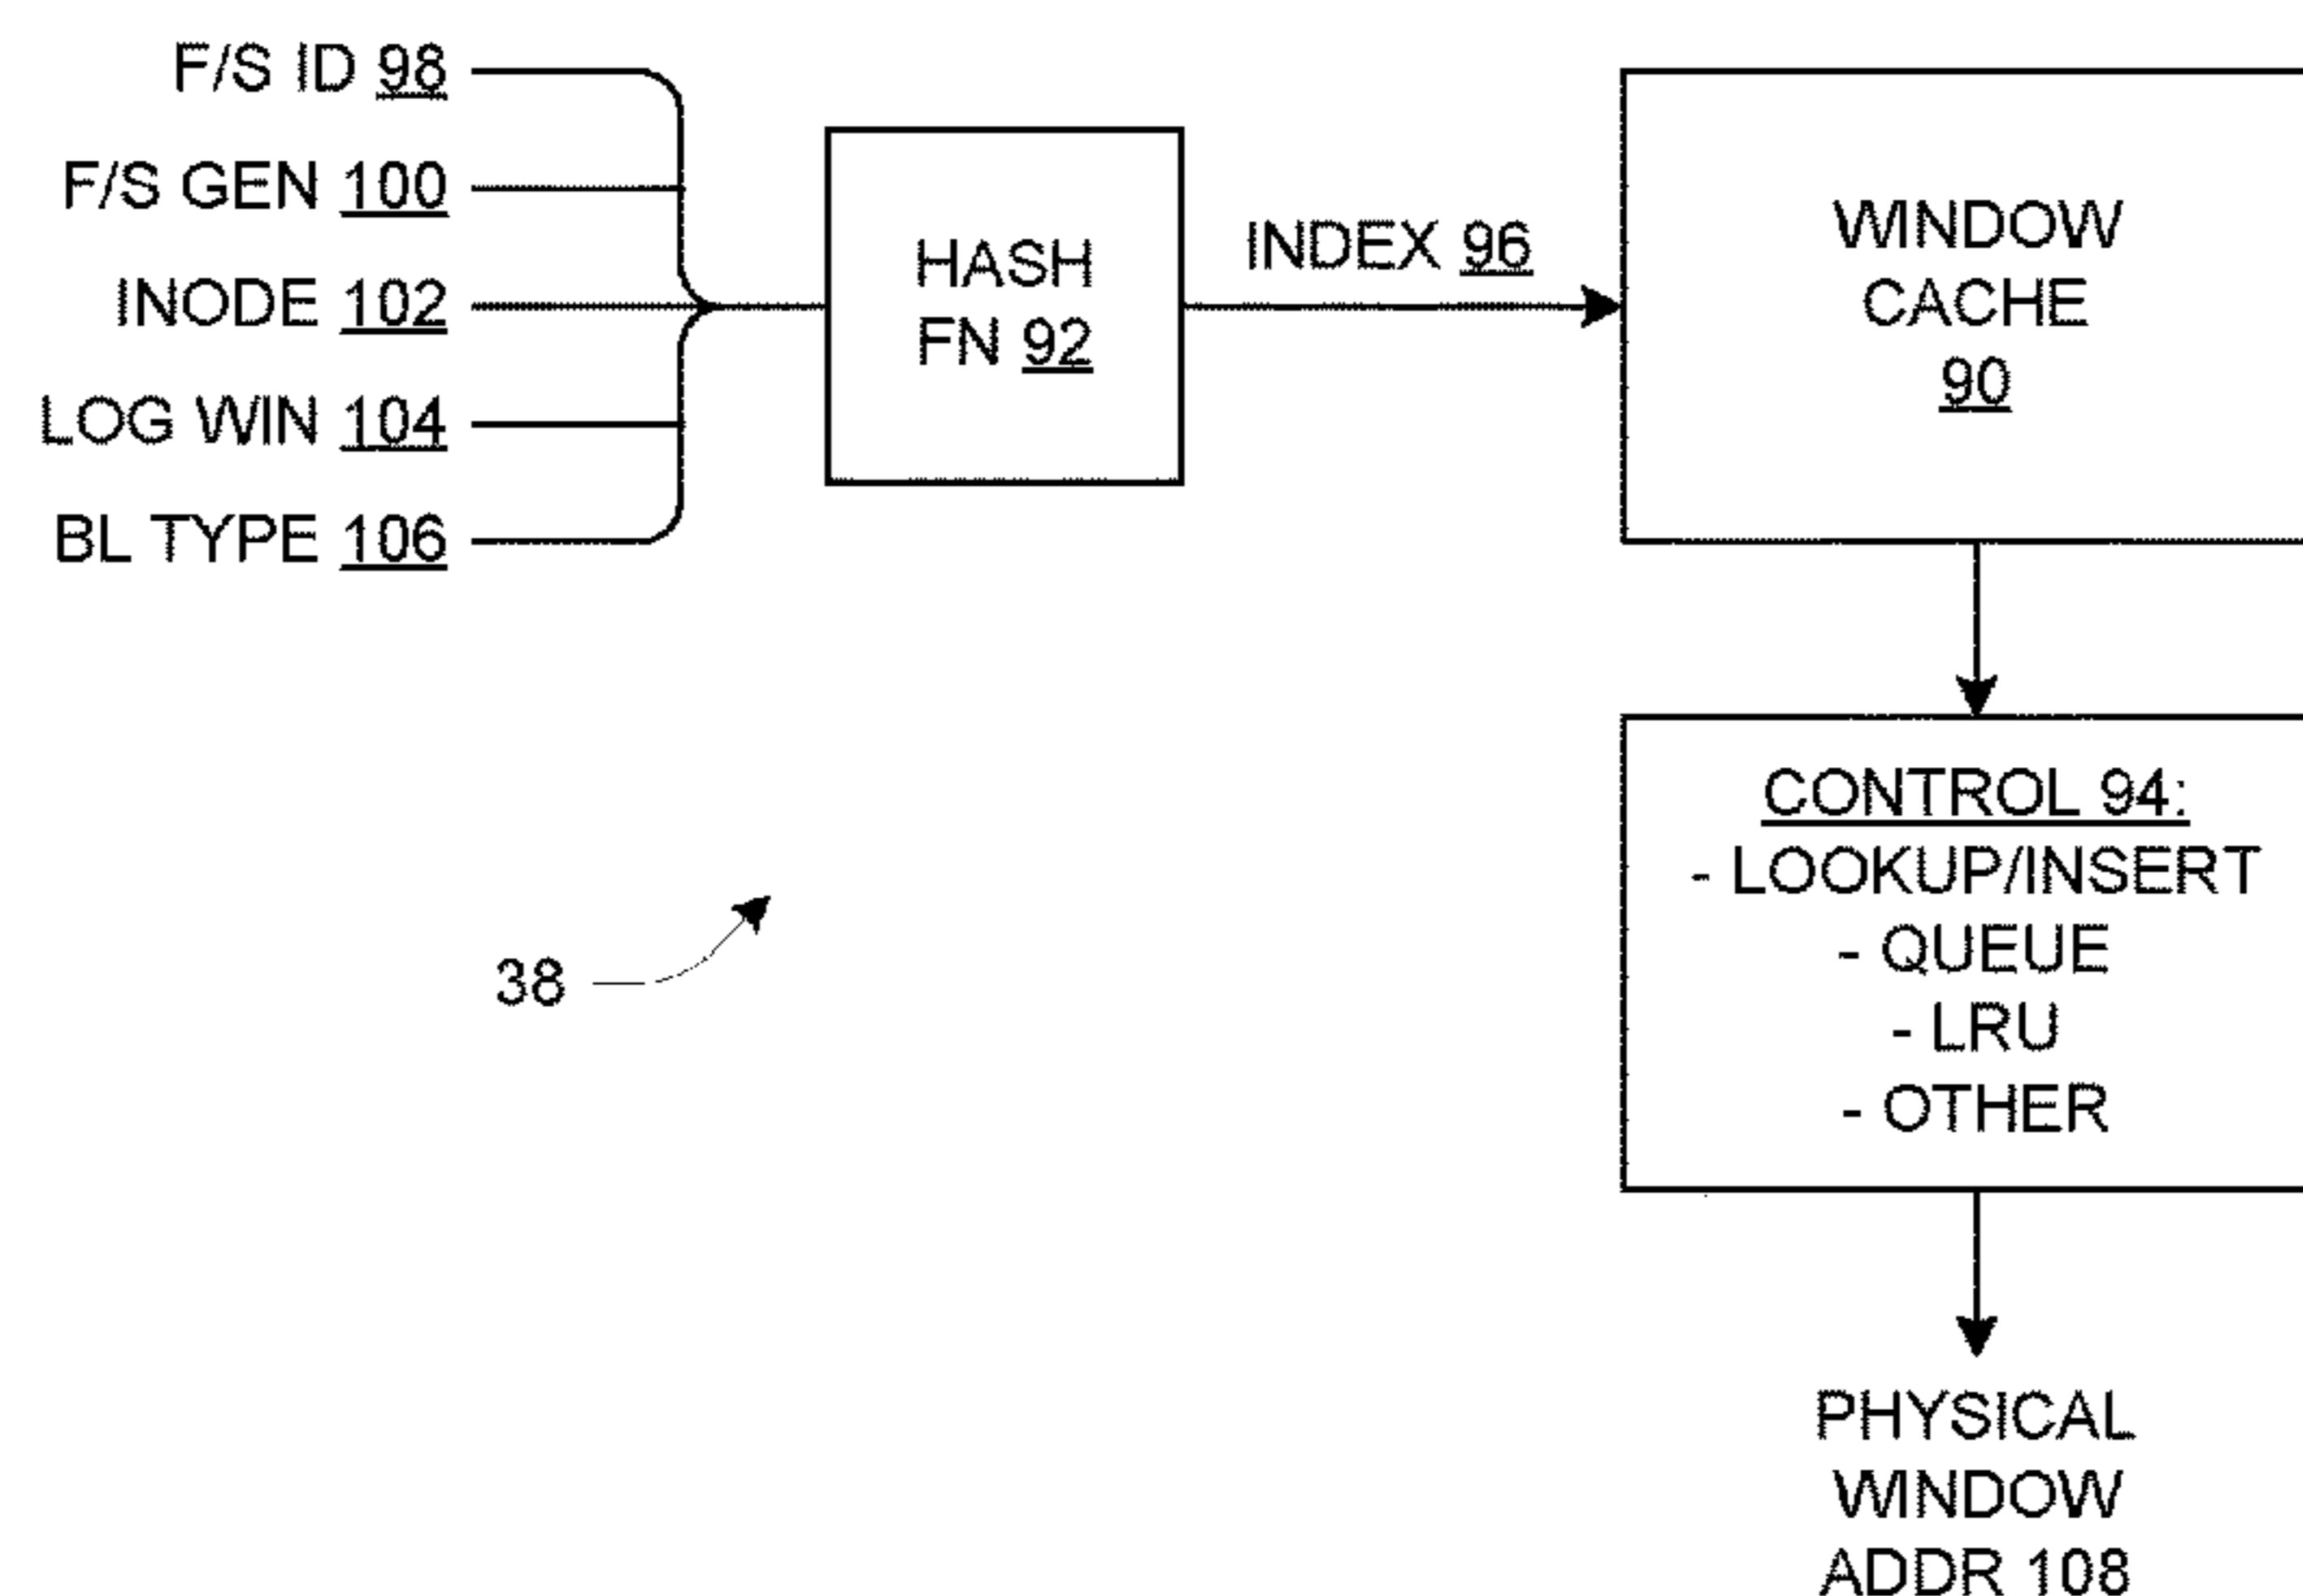 F/S ID 98
F/S GEN 100
INODE 102
LOG WIN 104
BL TYPE 106
HASH
FN 92
INDEX 96
WINDOW
CACHE
90
CONTROL 94:
- LOOKUP/INSERT
- QUEUE
- LRU
- OTHER
38
PHYSICAL
WINDOW
ADDR 108